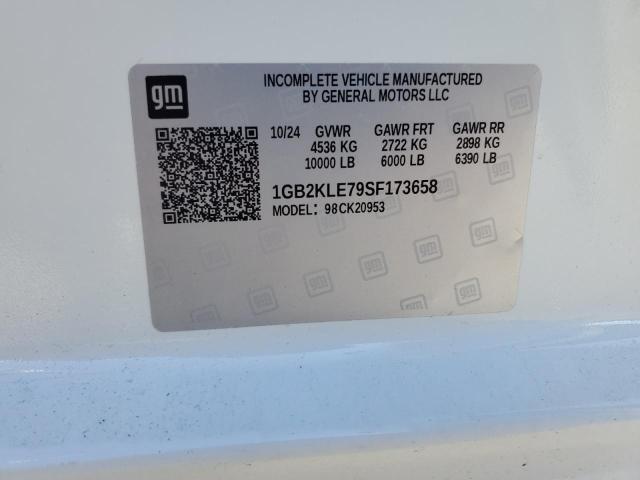 gm
INCOMPLETE VEHICLE MANUFACTURED
BY GENERAL MOTORS LLC
10/24 GVWR GAWR FRT GAWR RR
4536 KG 2722 KG 2898 KG
10000 LB 6000 LB 6390 LB
1GB2KLE79SF173658
MODEL: 98CK20953